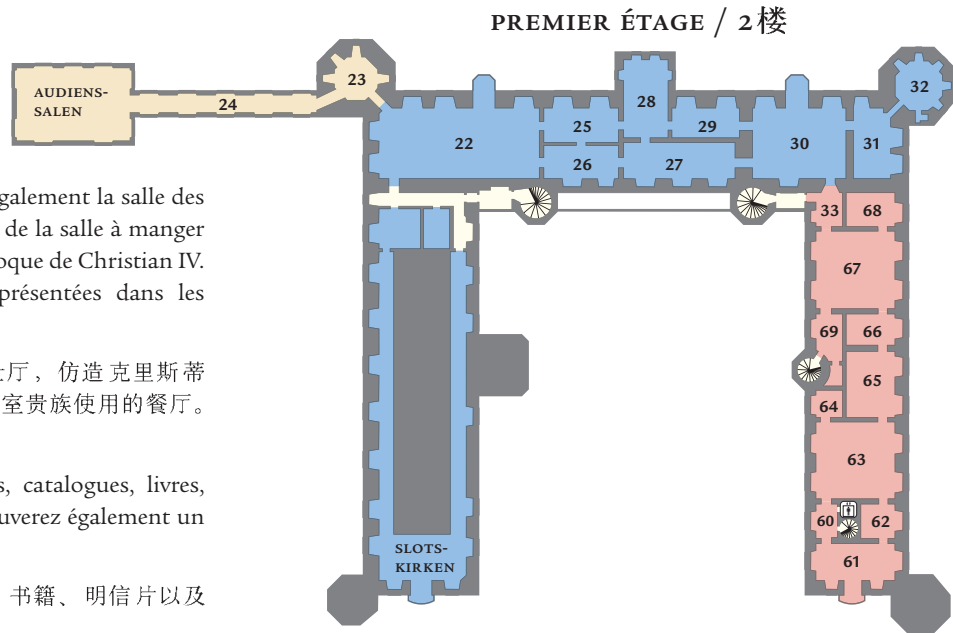 PREMIER ÉTAGE / 2楼
AUDIENS-
SALEN
24
23
22
25
26
28
29
27
30
31
32
également la salle des
de la salle à manger
oque de Christian IV.
présentées dans les
厅，仿造克里斯蒂
室贵族使用的餐厅。
s, catalogues, livres,
ouverez également un
书籍、明信片以及
33
68
67
69
66
65
64
63
60
62
61
SLOTS-
KIRKEN